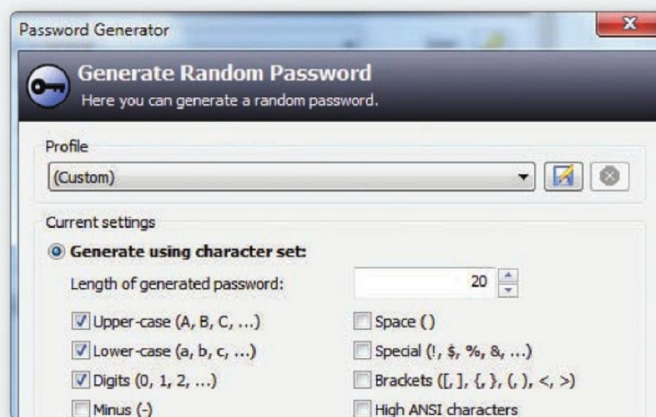 Password Generator
Generate Random Password
Here you can generate a random password.
Profile
(Custom)
Current settings
Generate using character set:
Length of generated password: 20
Upper-case (A, B, C, ...) Space ( )
Lower-case (a, b, c, ...) Special (!, $, %, &, ...)
Digits (0, 1, 2, ...) Brackets ([, ], {, }, (, ), <, >)
Minus (-) High ANSI characters